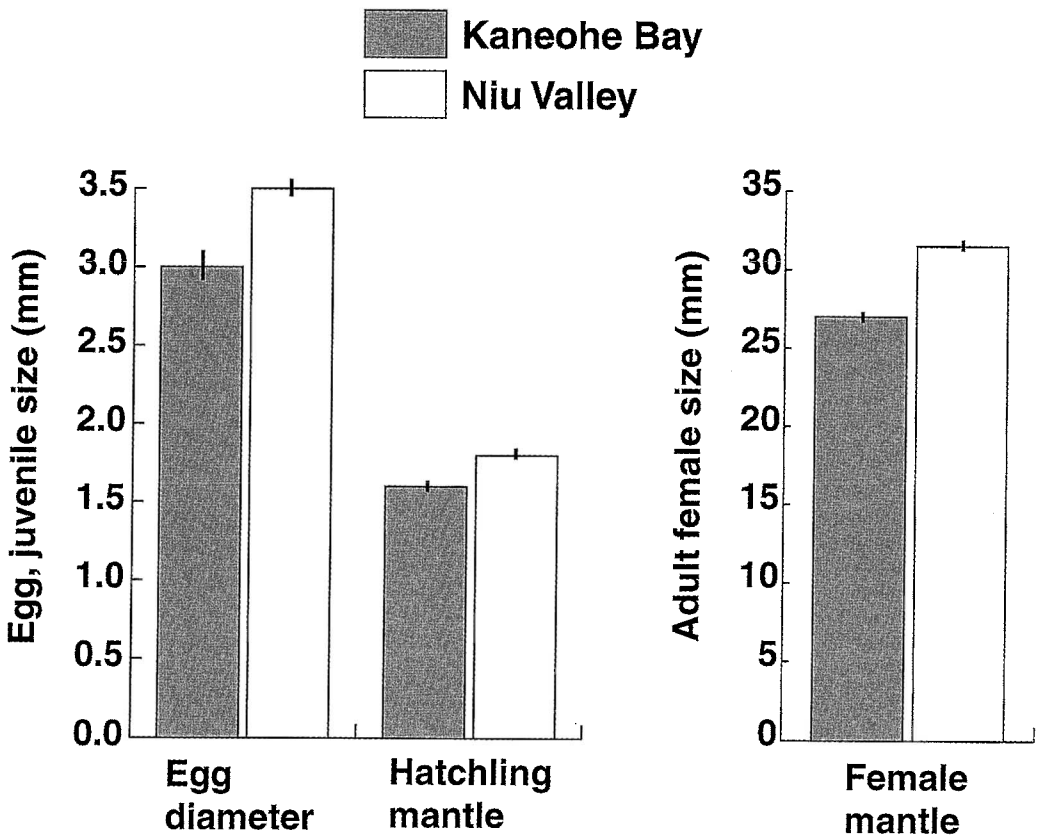 Kaneohe Bay
Niu Valley
Egg, juvenile size (mm)
3.5
3.0
2.5
2.0
1.5
1.0
0.5
0.0
Egg
diameter
Hatchling
mantle
Adult female size (mm)
35
30
25
20
15
10
5
0
Female
mantle